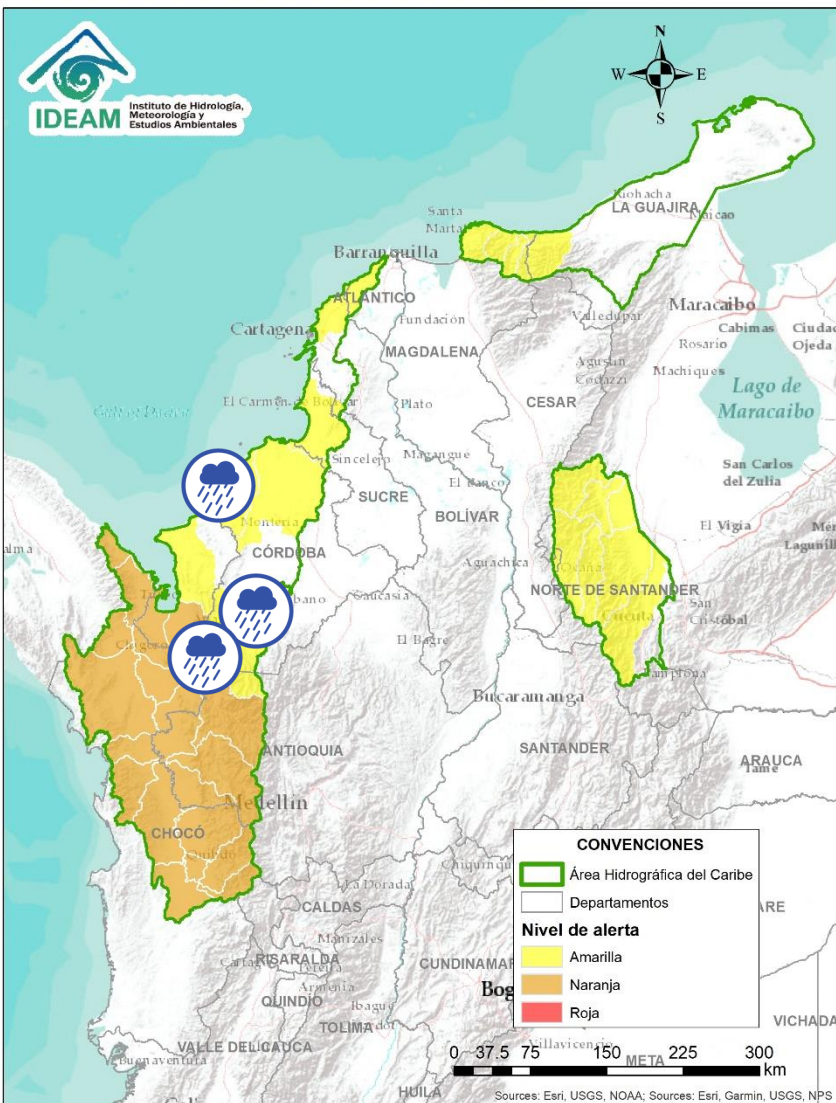 IDEAM
Instituto de Hidrología,
Meteorología y
Estudios Ambientales
N
W E
S
Riohacha
LA GUAJIRA
Maicao
Santa
Marta
Barranquilla
ATLÁNTICO
Maracaibo
Cartagena
Fundación
Valledupar
Cabimas
Ciudad
Ojeda
Rosario
MAGDALENA
Machiques
Agustín
Codazzi
Lago de
Maracaibo
El Carmen de Bolívar
Plato
CESAR
Sincelejo
Magangué
San Carlos
del Zulia
SUCRE
El Banco
BOLÍVAR
Montería
El Vigía
CÓRDOBA
Aguachica
Ocaña
NORTE DE SANTANDER
Caucasia
San
Cristóbal
Cúcuta
El Bagre
Pamplona
Bucaramanga
ANTIOQUIA
SANTANDER
ARAUCA
Tame
Medellín
CHOCÓ
Quibdó
La Dorada
CALDAS
Manizales
RISARALDA
Pereira
Armenia
QUINDÍO
Ibagué
TOLIMA
VALLE DEL CAUCA
Buenaventura
HUILA
Villavicencio
META
VICHADA
CONVENCIONES
Área Hidrográfica del Caribe
Departamentos
Nivel de alerta
Amarilla
Naranja
Roja
0 37.5 75 150 225 300
km
Sources: Esri, USGS, NOAA; Sources: Esri, Garmin, USGS, NPS